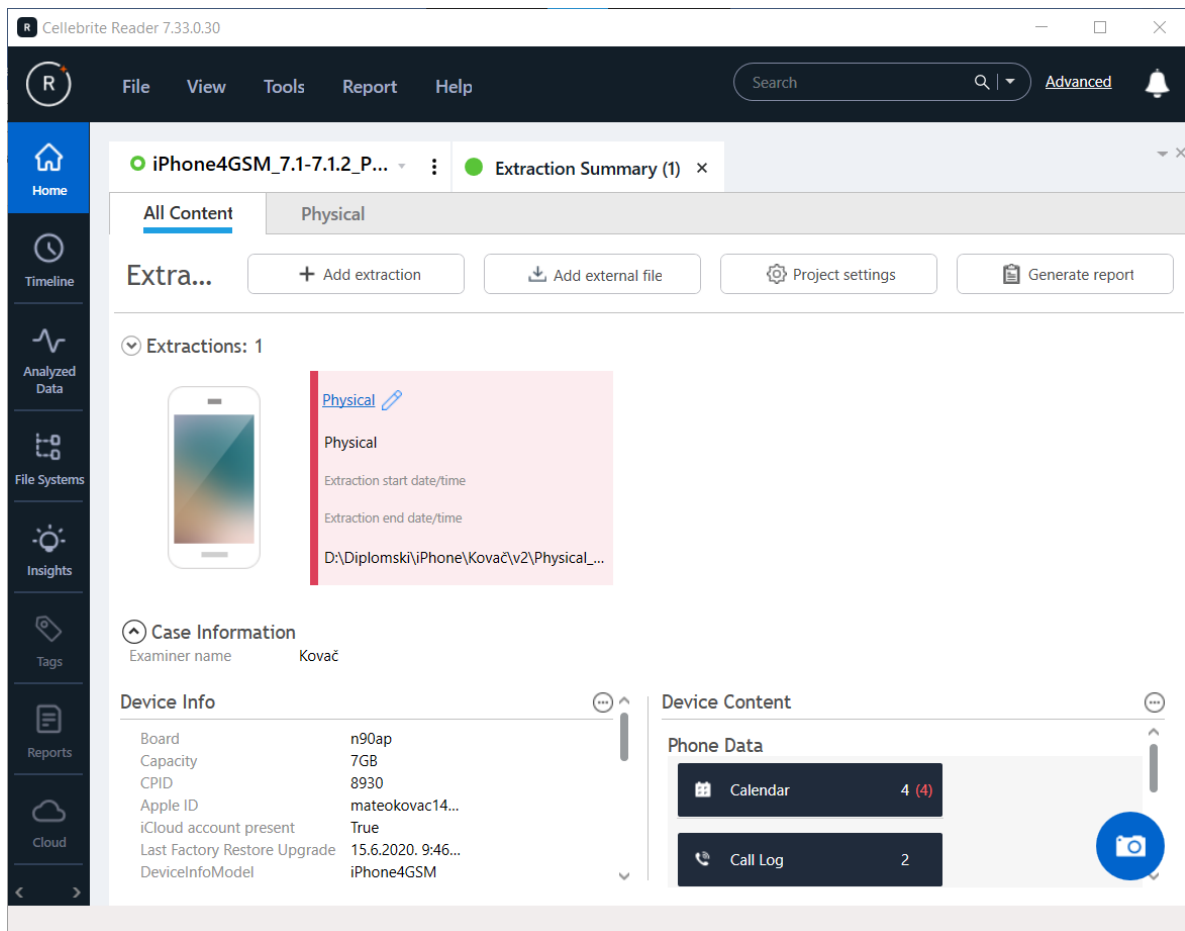 R Cellebrite Reader 7.33.0.30
R File View Tools Report Help Search Advanced
Home
Timeline
Analyzed
Data
File Systems
Insights
Tags
Reports
Cloud
iPhone4GSM_7.1-7.1.2_P... Extraction Summary (1)
All Content Physical
Extra... + Add extraction Add external file Project settings Generate report
Extractions: 1
Physical
Physical
Extraction start date/time
Extraction end date/time
D:\Diplomski\iPhone\Kovač\v2\Physical_...
Case Information
Examiner name Kovač
Device Info
Board n90ap
Capacity 7GB
CPID 8930
Apple ID mateokovac14...
iCloud account present True
Last Factory Restore Upgrade 15.6.2020. 9:46...
DeviceInfoModel iPhone4GSM
Device Content
Phone Data
Calendar 4 (4)
Call Log 2